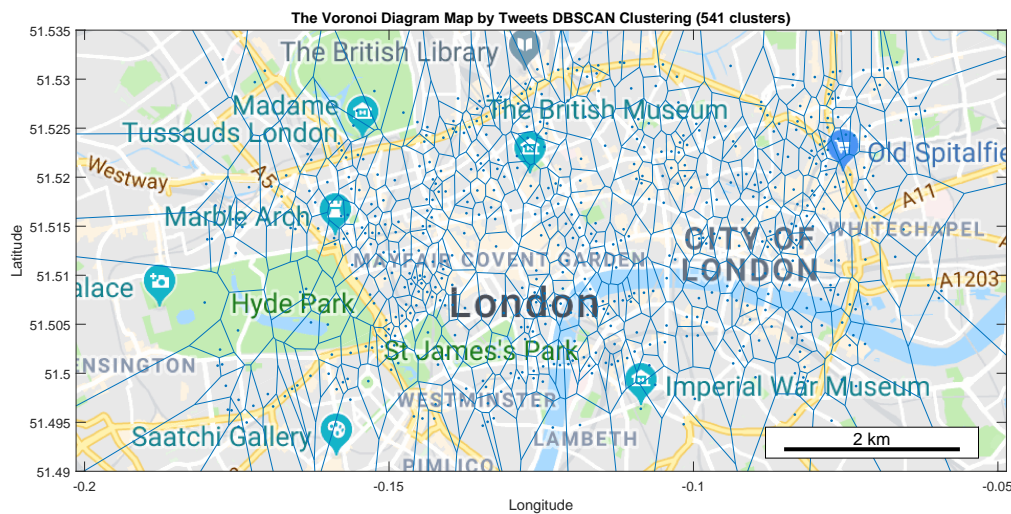 The Voronoi Diagram Map by Tweets DBSCAN Clustering (541 clusters)
51.535
51.53
51.525
51.52
51.515
51.51
51.505
51.5
51.495
51.49
Latitude
The British Library
Madame
Tussauds London
The British Museum
Old Spitalfie
Westway
A5
A11
Marble Arch
WHITECHAPEL
CITY OF
LONDON
MAYFAIR
COVENT GARDEN
alace
A1203
Hyde Park
London
St James's Park
ENSINGTON
Imperial War Museum
WESTMINSTER
Saatchi Gallery
LAMBETH
PIMLICO
2 km
-0.2
-0.15
-0.1
-0.05
Longitude